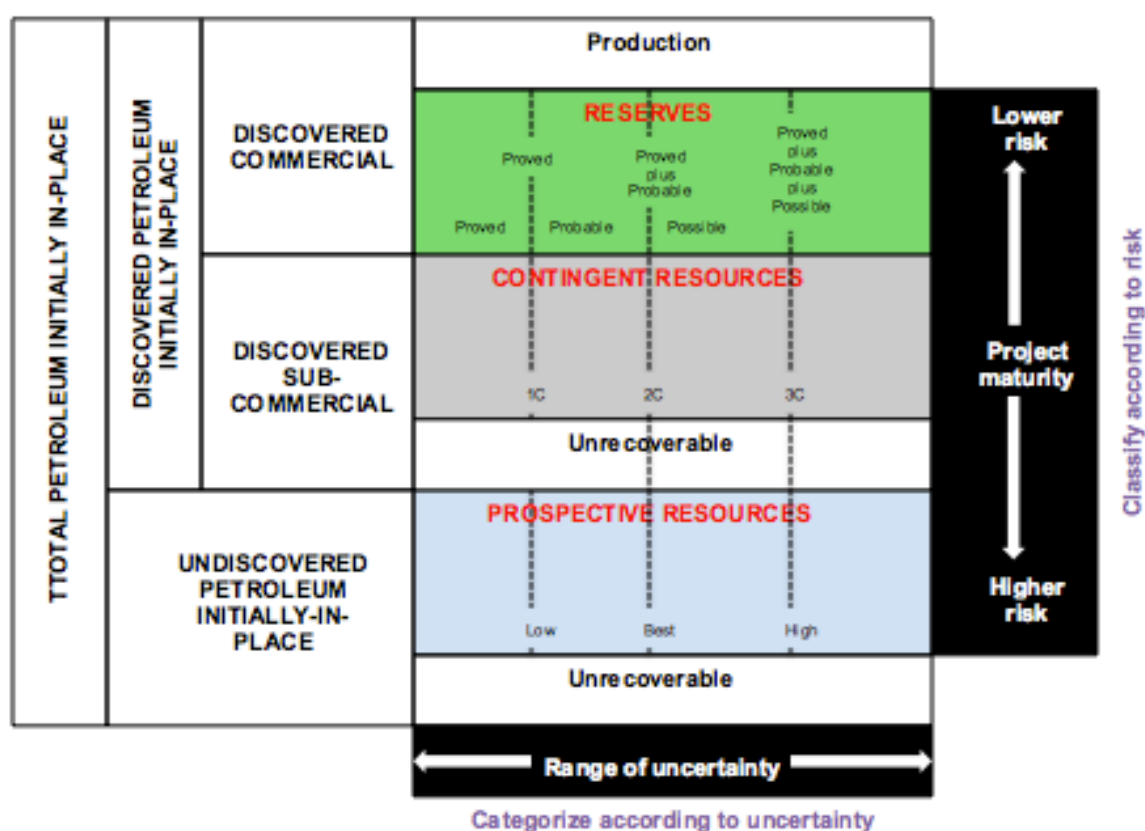 TTOTAL PETROLEUM INITIALLY IN-PLACE
DISCOVERED PETROLEUM
INITIALLY IN-PLACE
DISCOVERED
COMMERCIAL
Production
RESERVES
Proved
Proved
plus
Probable
Proved
plus
Probable
plus
Possible
Proved
Probable
Possible
DISCOVERED
SUB-
COMMERCIAL
CONTINGENT RESOURCES
1C
2C
3C
Unrecoverable
UNDISCOVERED
PETROLEUM
INITIALLY-IN-
PLACE
PROSPECTIVE RESOURCES
Low
Best
High
Unrecoverable
Lower
risk
Project
maturity
Higher
risk
Classify according to risk
Range of uncertainty
Categorize according to uncertainty